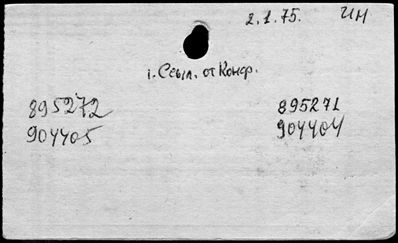 2.1.75. ИН
1. Ссыл. от Конф.
895272 895271
904405 904404